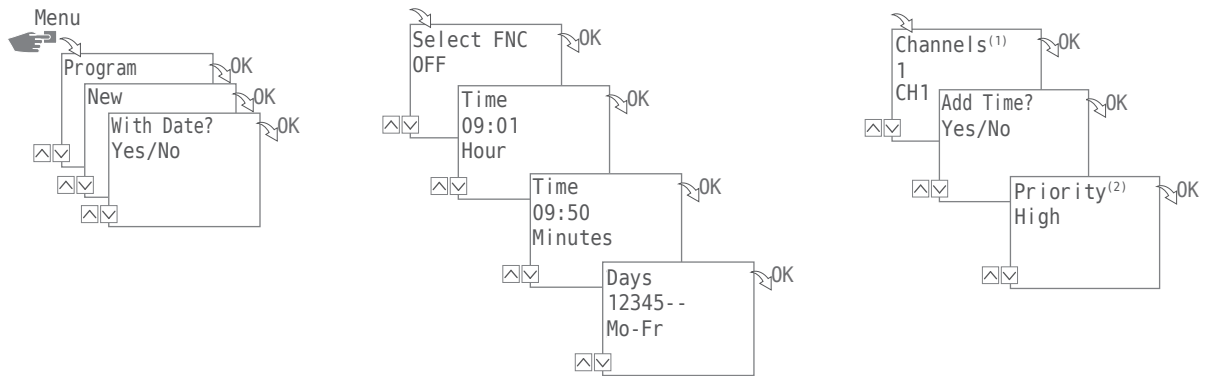 Menu
Program
OK
New
OK
With Date?
OK
Yes/No
Select FNC
OK
OFF
Time
OK
09:01
Hour
Time
OK
09:50
Minutes
Days
OK
12345--
Mo-Fr
Channels(1)
OK
1
CH1
Add Time?
OK
Yes/No
Priority(2)
OK
High